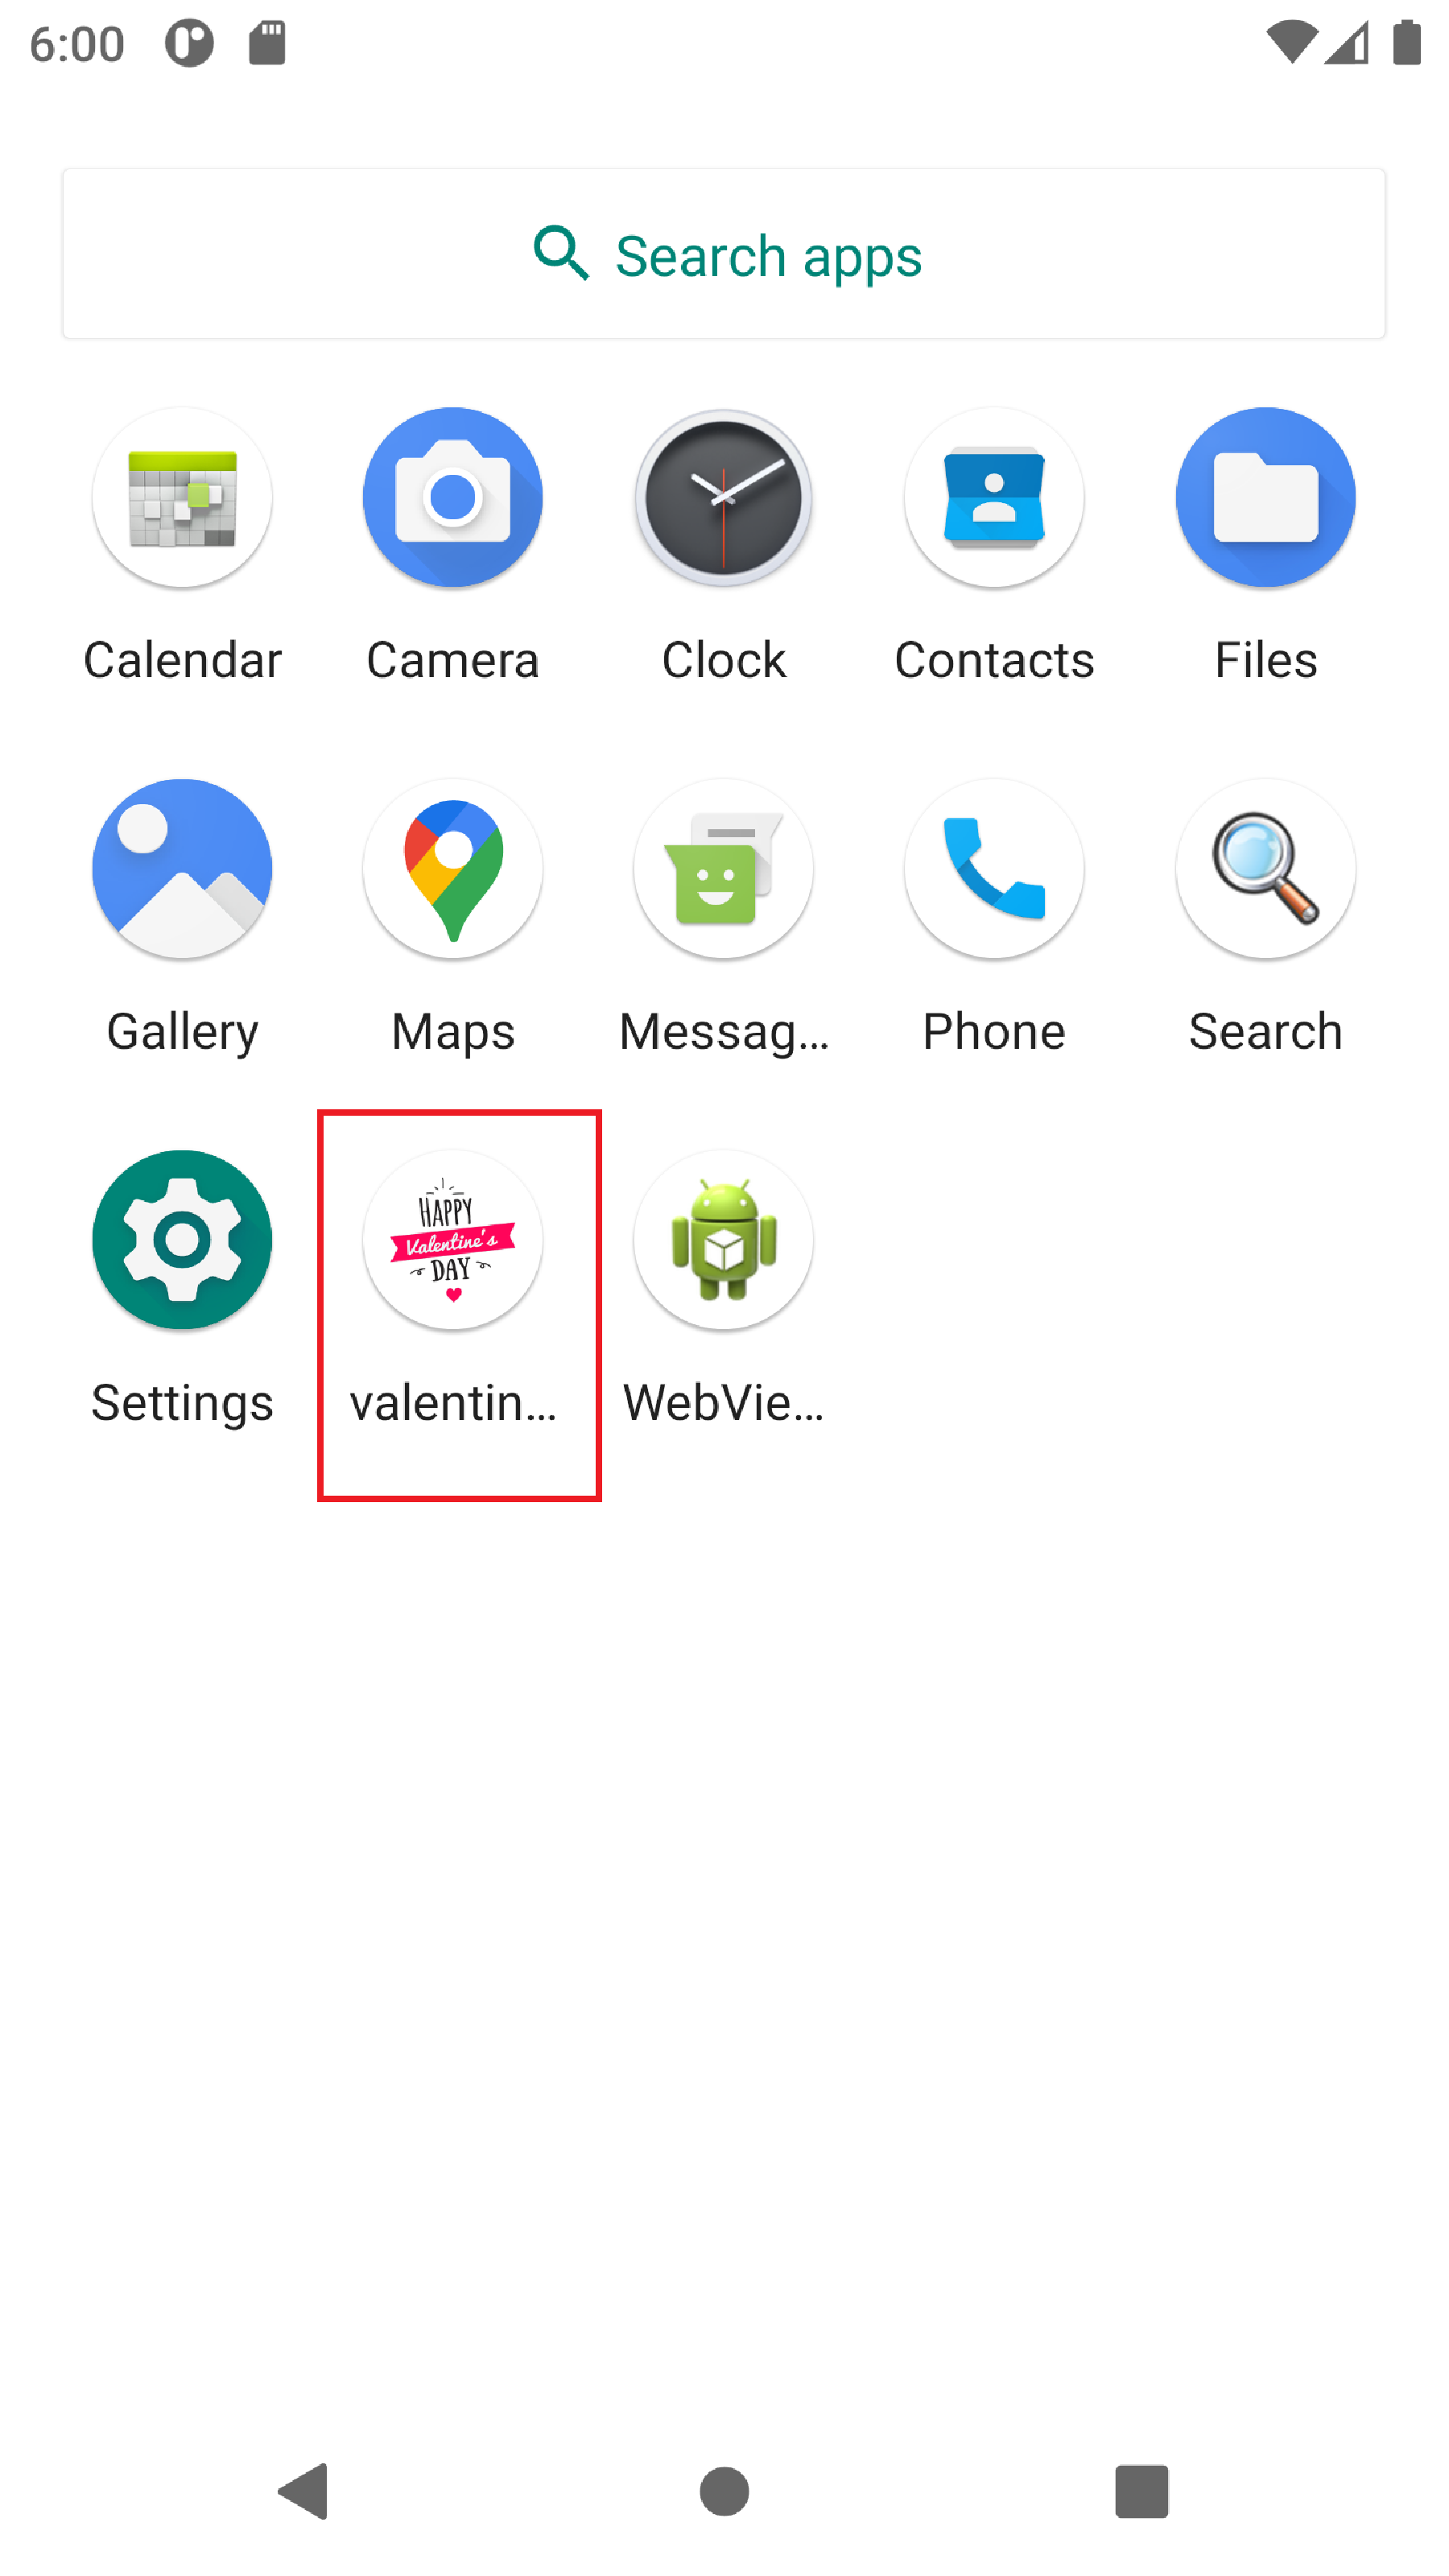 6:00
Search apps
Calendar
Camera
Clock
Contacts
Files
Gallery
Maps
Messag...
Phone
Search
Settings
HAPPY
Valentine's
DAY
valentin...
WebVie...